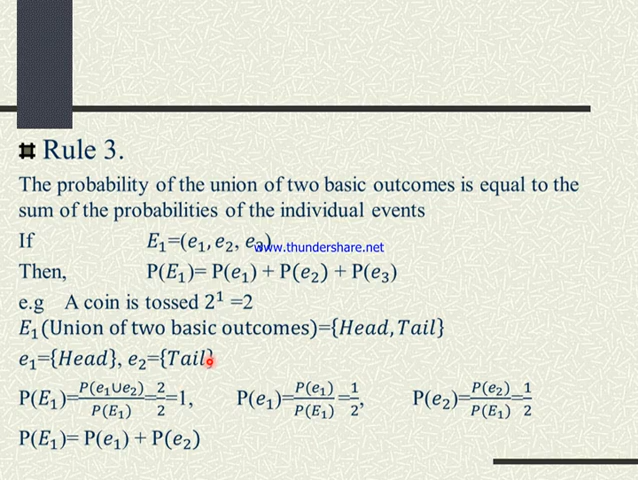 Rule 3.
The probability of the union of two basic outcomes is equal to the
sum of the probabilities of the individual events
If E₁=(e₁, e₂, e₃)
www.thundershare.net
Then, P(E₁)= P(e₁) + P(e₂) + P(e₃)
e.g A coin is tossed 2¹ =2
E₁(Union of two basic outcomes)={Head, Tail}
e₁={Head}, e₂={Tail}
P(E₁)=P(e₁∪e₂)/P(E₁)=2/2=1, P(e₁)=P(e₁)/P(E₁)=1/2, P(e₂)=P(e₂)/P(E₁)=1/2
P(E₁)= P(e₁) + P(e₂)